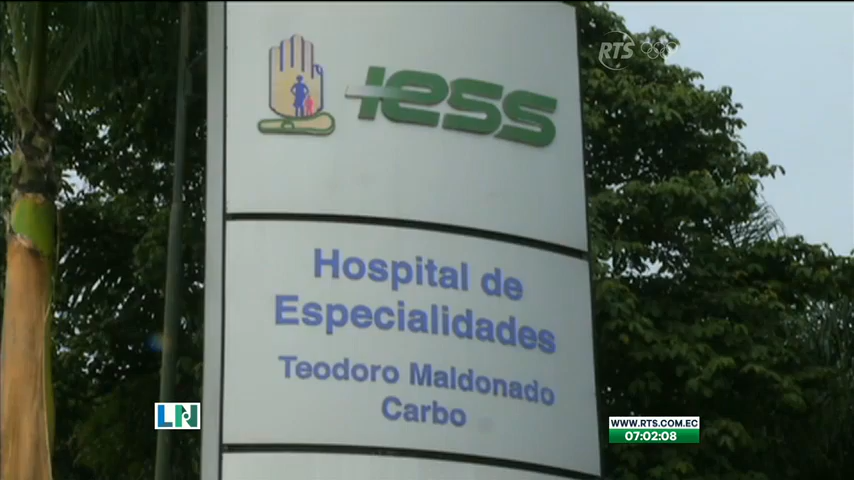 RTS
IESS
Hospital de
Especialidades
Teodoro Maldonado
Carbo
LN
WWW.RTS.COM.EC
07:02:08